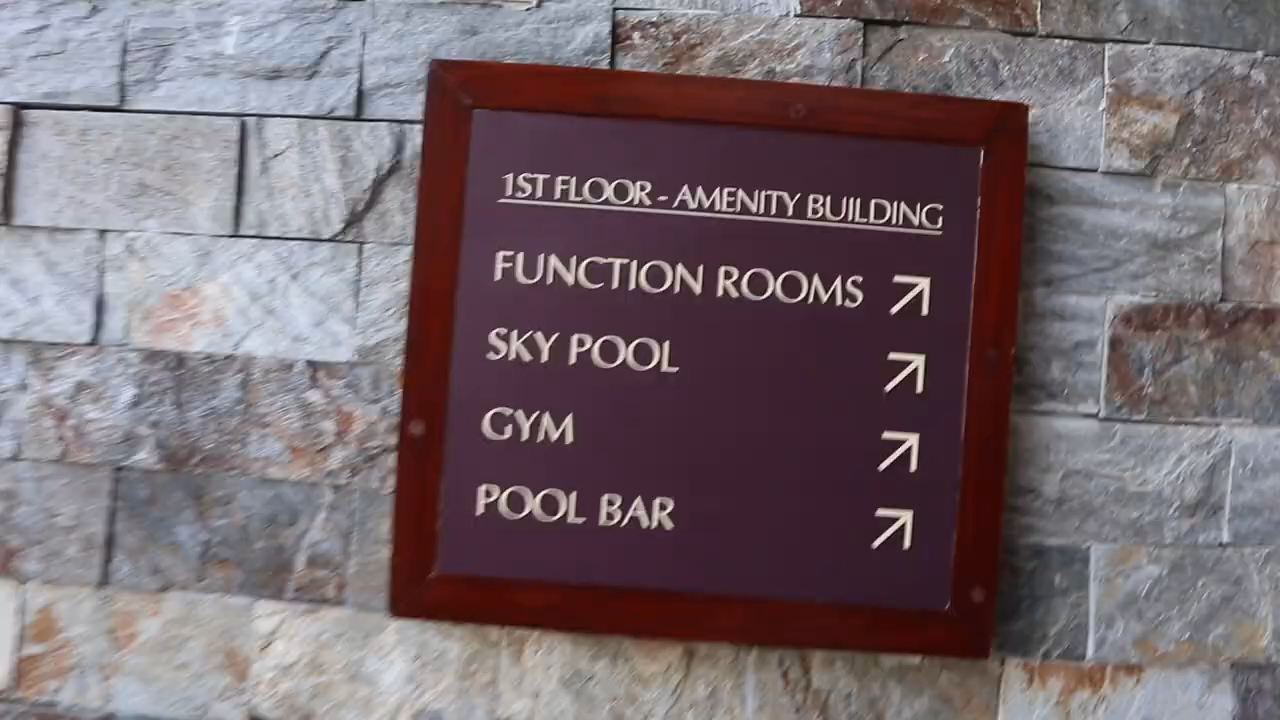 1ST FLOOR - AMENITY BUILDING
FUNCTION ROOMS
SKY POOL
GYM
POOL BAR